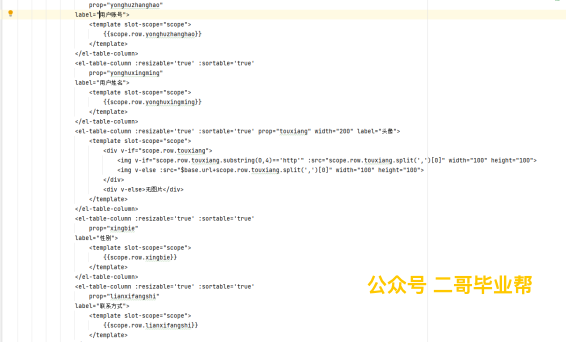 prop="yonghuzhanghao"
label="用户账号">
<template slot-scope="scope">
{{scope.row.yonghuzhanghao}}
</template>
</el-table-column>
<el-table-column :resizable='true' :sortable='true'
prop="yonghuxingming"
label="用户姓名">
<template slot-scope="scope">
{{scope.row.yonghuxingming}}
</template>
</el-table-column>
<el-table-column :resizable='true' :sortable='true' prop="touxiang" width="200" label="头像">
<template slot-scope="scope">
<div v-if="scope.row.touxiang">
<img v-if="scope.row.touxiang.substring(0,4)=='http'" :src="scope.row.touxiang.split(',')[0]" width="100" height="100">
<img v-else :src="$base.url+scope.row.touxiang.split(',')[0]" width="100" height="100">
</div>
<div v-else>无图片</div>
</template>
</el-table-column>
<el-table-column :resizable='true' :sortable='true'
prop="xingbie"
label="性别">
<template slot-scope="scope">
{{scope.row.xingbie}}
</template>
</el-table-column>
<el-table-column :resizable='true' :sortable='true'
prop="lianxifangshi"
label="联系方式">
<template slot-scope="scope">
{{scope.row.lianxifangshi}}
</template>
公众号 二哥毕业帮